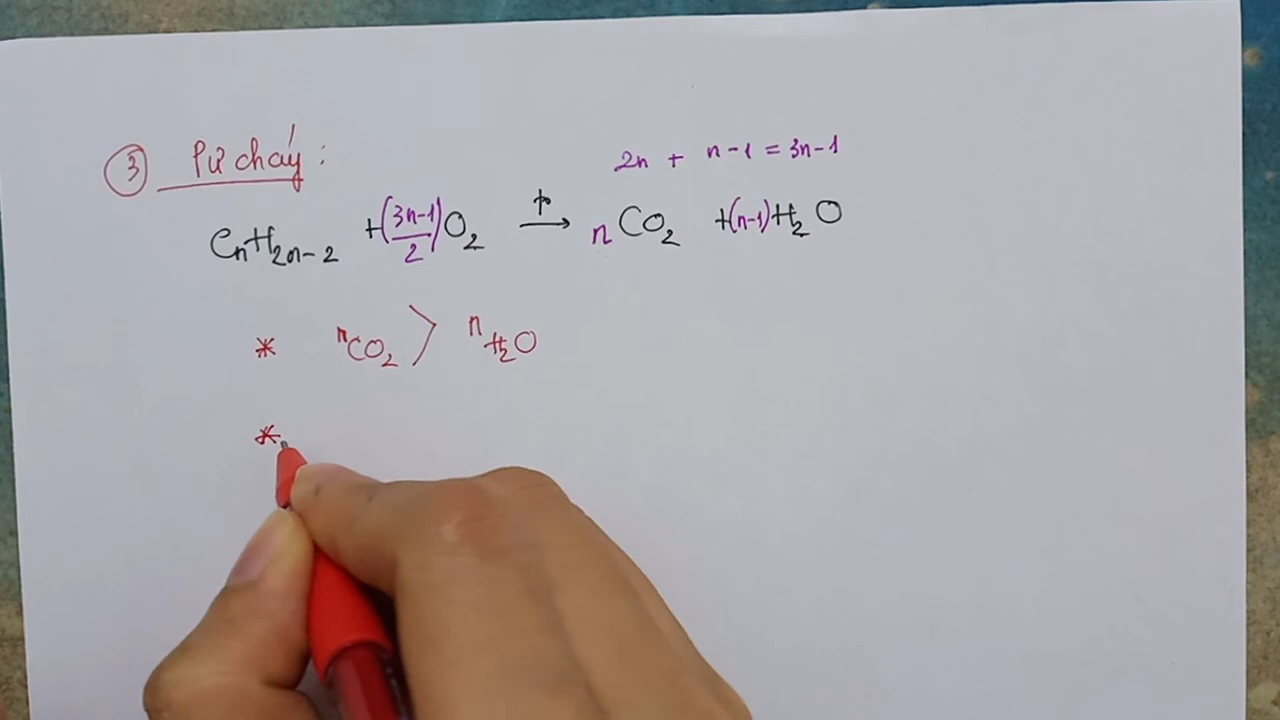 ③ Pư cháy :
2n + n-1 = 3n-1
CnH2n-2 + (3n-1)/2 O2 → nCO2 + (n-1)H2O
* nCO2 > nH2O
*